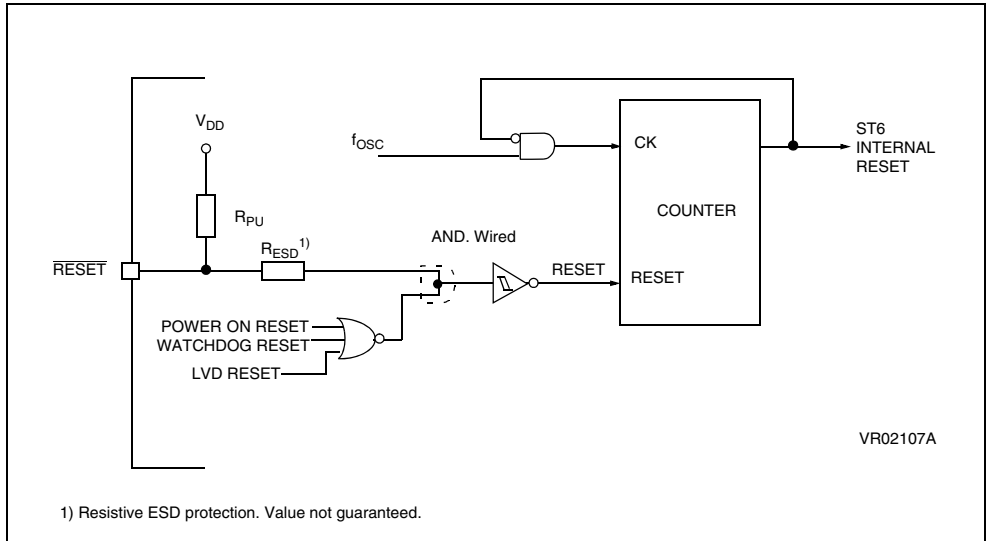 V_DD
f_OSC
CK
ST6
INTERNAL
RESET
COUNTER
R_PU
AND. Wired
R_ESD 1)
RESET
RESET
RESET
POWER ON RESET
WATCHDOG RESET
LVD RESET
VR02107A
1) Resistive ESD protection. Value not guaranteed.